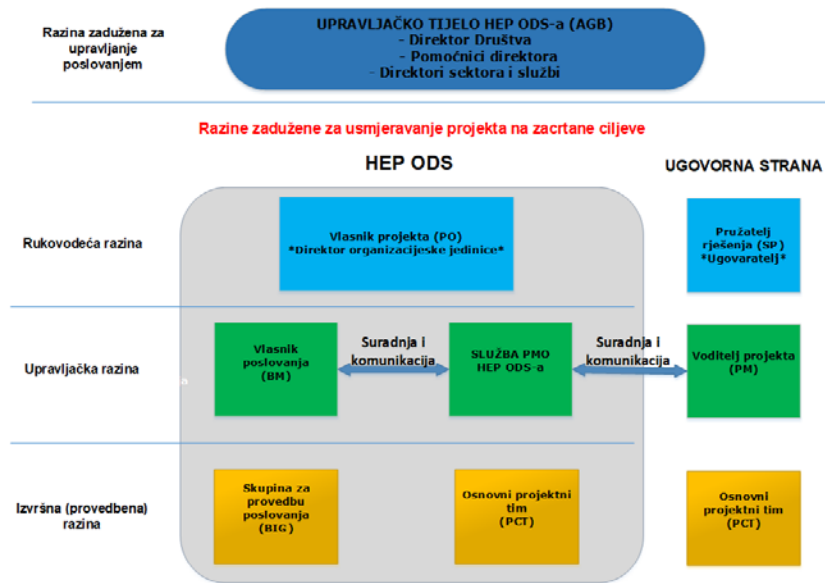 Razina zadužena za
upravljanje
poslovanjem
UPRAVLJAČKO TIJELO HEP ODS-a (AGB)
- Direktor Društva
- Pomoćnici direktora
- Direktori sektora i službi
Razine zadužene za usmjeravanje projekta na zacrtane ciljeve
HEP ODS
UGOVORNA STRANA
Rukovodeća razina
Vlasnik projekta (PO)
*Direktor organizacijeske jedinice*
Pružatelj
rješenja (SP)
*Ugovaratelj*
Upravljačka razina
Vlasnik
poslovanja
(BM)
Suradnja i
komunikacija
SLUŽBA PMO
HEP ODS-a
Suradnja i
komunikacija
Voditelj projekta
(PM)
a
Izvršna (provedbena)
razina
Skupina za
provedbu
poslovanja
(BIG)
Osnovni projektni
tim
(PCT)
Osnovni
projektni tim
(PCT)